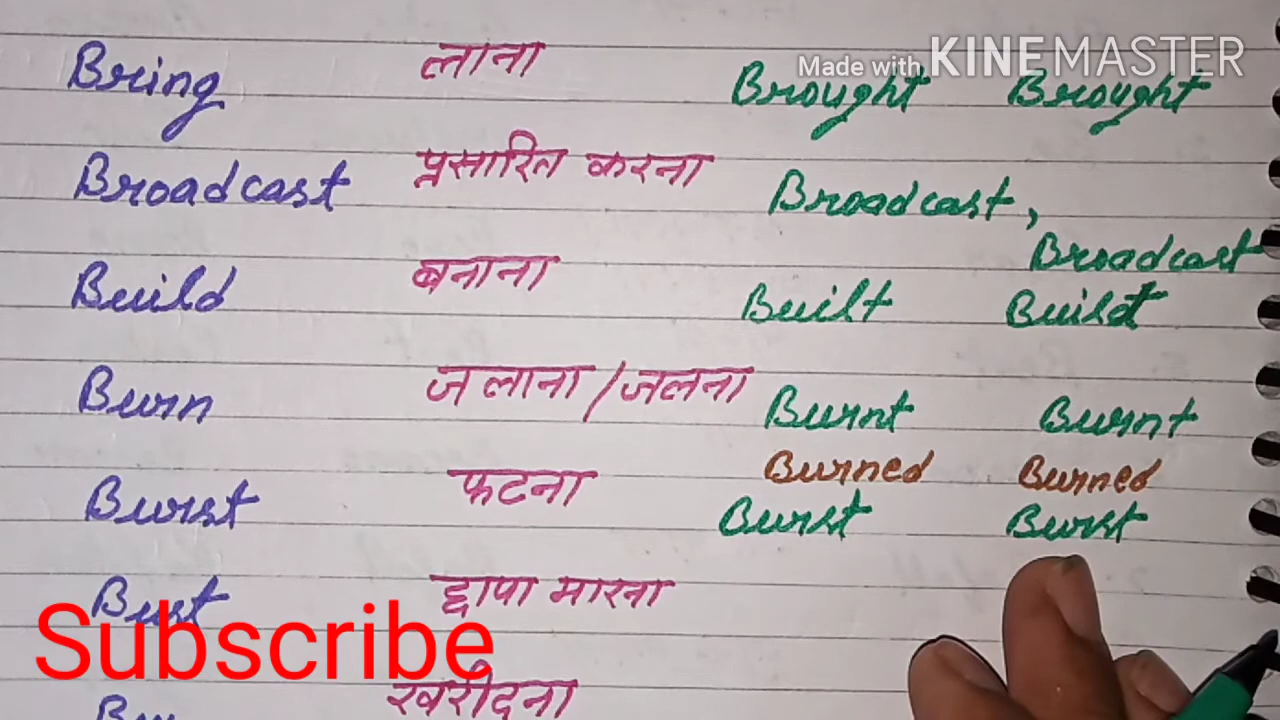 Made with KINEMASTER
Bring लाना Brought Brought
Broadcast प्रसारित करना Broadcast,
Broadcast
Build बनाना Built Built
Burn जलाना / जलना Burnt Burnt
Burned Burned
Burst फटना Burst Burst
Bust छापा मारना
Subscribe
खरीदना